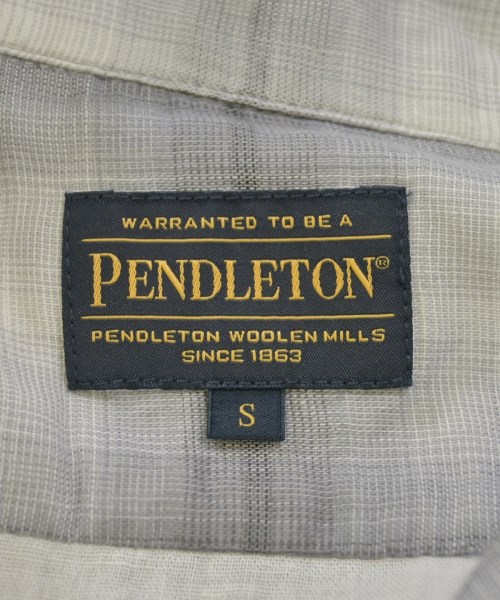 WARRANTED TO BE A
PENDLETON®
PENDLETON WOOLEN MILLS
SINCE 1863
S